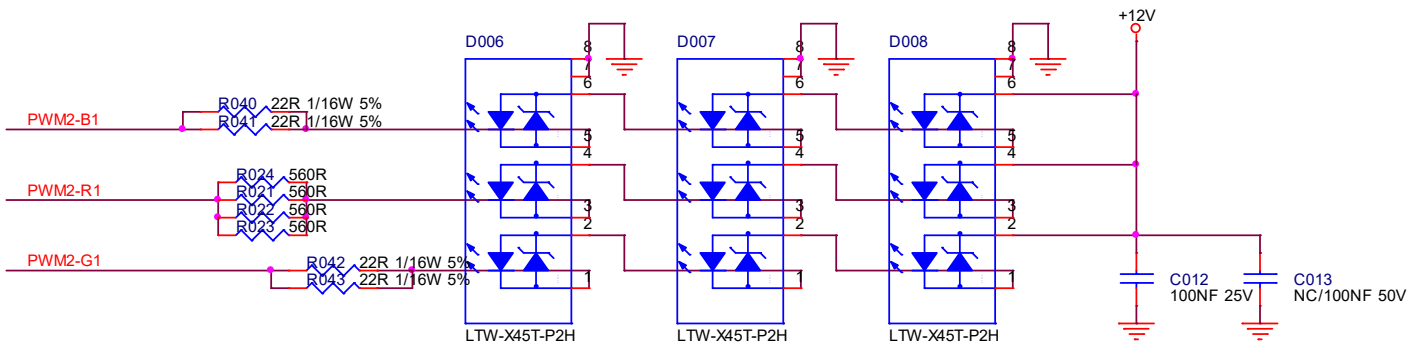 +12V
D006
D007
D008
8
7
6
5
4
3
2
1
8
7
6
5
4
3
2
1
8
7
6
5
4
3
2
1
R040 22R 1/16W 5%
PWM2-B1
R041 22R 1/16W 5%
R024 560R
PWM2-R1
R021 560R
R022 560R
R023 560R
PWM2-G1
R042 22R 1/16W 5%
R043 22R 1/16W 5%
C012
100NF 25V
C013
NC/100NF 50V
LTW-X45T-P2H
LTW-X45T-P2H
LTW-X45T-P2H